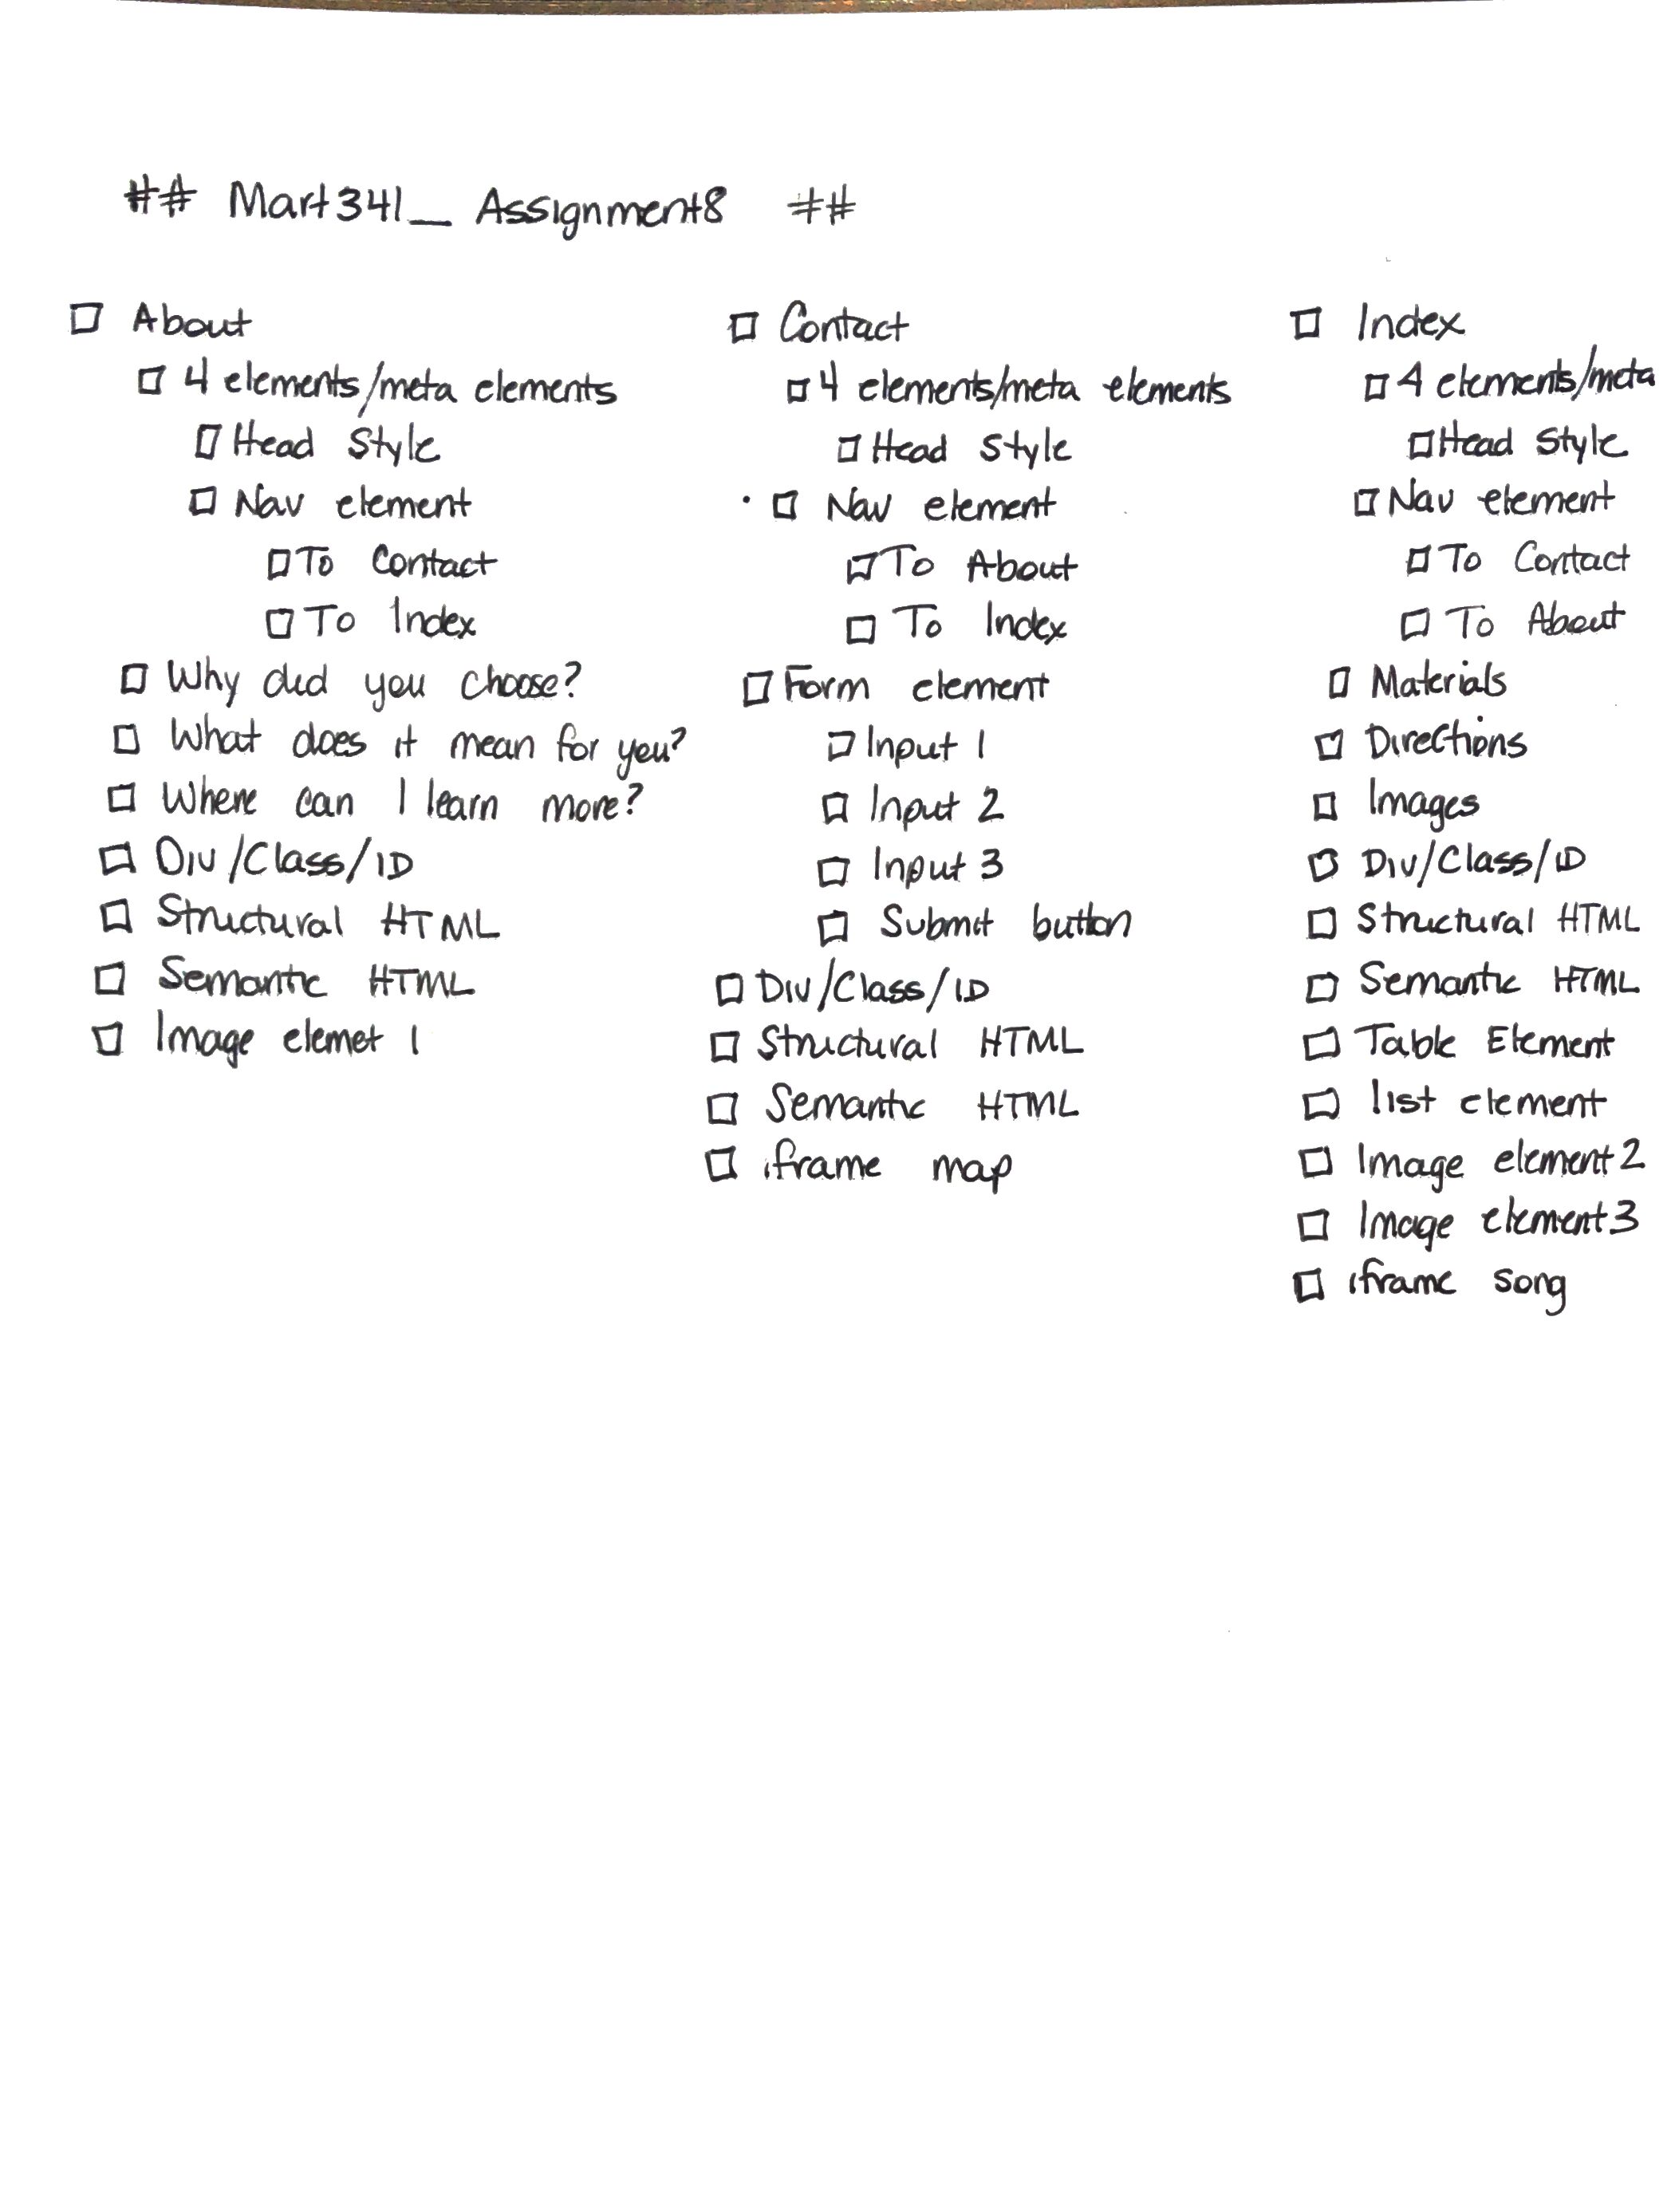 ## Mart341_ Assignment8 ##
□ About
□ 4 elements/meta elements
□ Head Style
□ Nav element
□ To Contact
□ To Index
□ Why did you choose?
□ What does it mean for you?
□ Where can I learn more?
□ Div/Class/ID
□ Structural HTML
□ Semantic HTML
□ Image elemet 1
□ Contact
□ 4 elements/meta elements
□ Head Style
□ Nav element
□ To About
□ To Index
□ Form element
□ Input 1
□ Input 2
□ Input 3
□ Submit button
□ Div/Class/ID
□ Structural HTML
□ Semantic HTML
□ iframe map
□ Index
□ 4 elements/meta
□ Head Style
□ Nav element
□ To Contact
□ To About
□ Materials
□ Directions
□ Images
□ Div/Class/ID
□ Structural HTML
□ Semantic HTML
□ Table Element
□ list element
□ Image element 2
□ Image element 3
□ iframe song